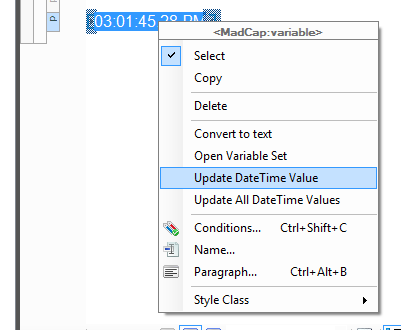 03:01:45.28 PM
P
<MadCap:variable>
Select
Copy
Delete
Convert to text
Open Variable Set
Update DateTime Value
Update All DateTime Values
Conditions... Ctrl+Shift+C
Name...
Paragraph... Ctrl+Alt+B
Style Class